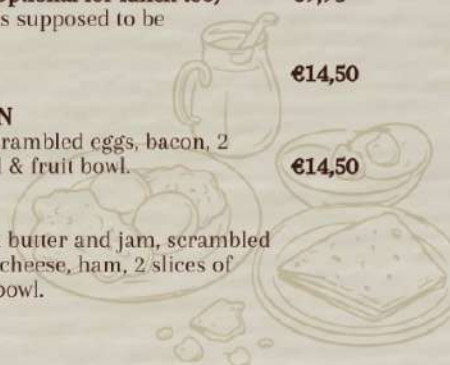 s supposed to be
€14,50
N
rambled eggs, bacon, 2
& fruit bowl. €14,50
butter and jam, scrambled
cheese, ham, 2 slices of
bowl.